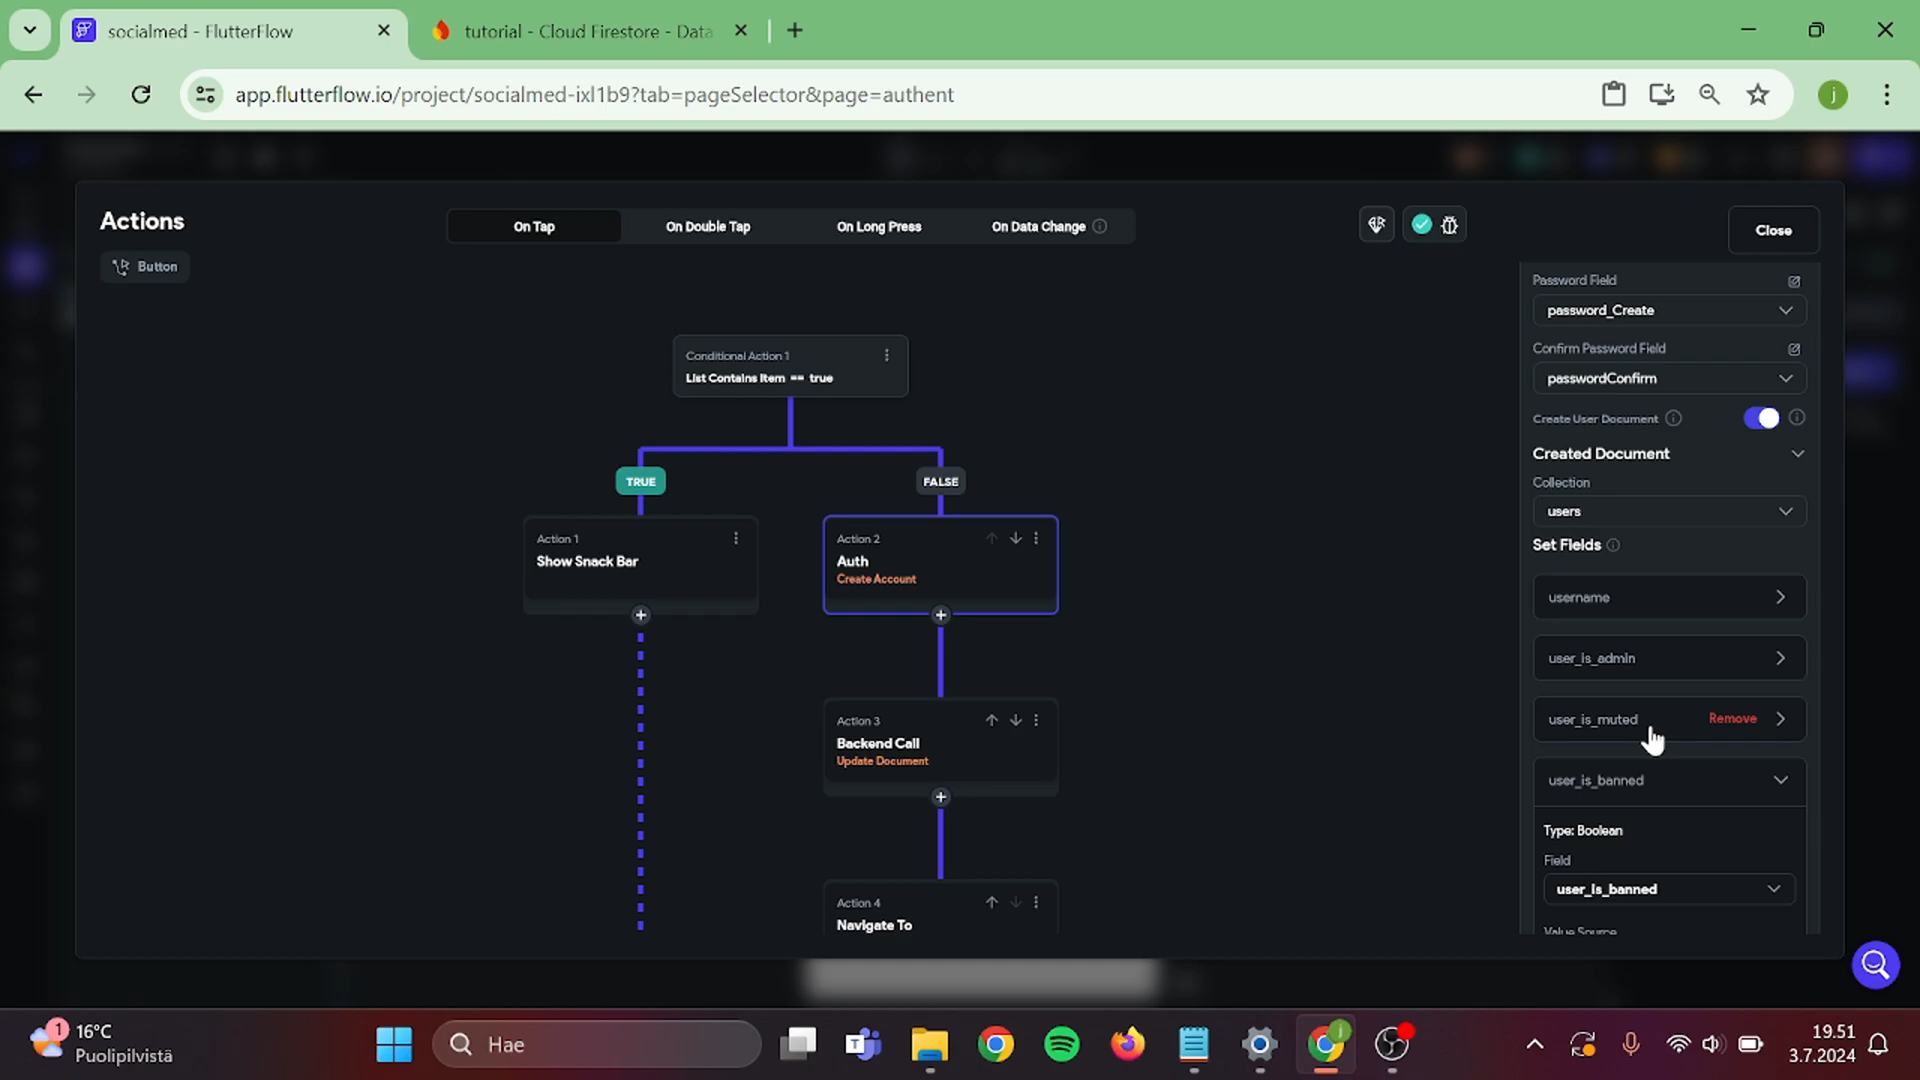 socialmed - FlutterFlow
tutorial - Cloud Firestore - Data
app.flutterflow.io/project/socialmed-ixl1b9?tab=pageSelector&page=authent
j
Actions
On Tap
On Double Tap
On Long Press
On Data Change
Close
Button
Conditional Action 1
List Contains Item == true
TRUE
FALSE
Action 1
Show Snack Bar
Action 2
Auth
Create Account
Action 3
Backend Call
Update Document
Action 4
Navigate To
Password Field
password_Create
Confirm Password Field
passwordConfirm
Create User Document
Created Document
Collection
users
Set Fields
username
user_is_admin
user_is_muted
Remove
user_is_banned
Type: Boolean
Field
user_is_banned
Value Source
1
16°C
Puolipilvistä
Hae
19.51
3.7.2024